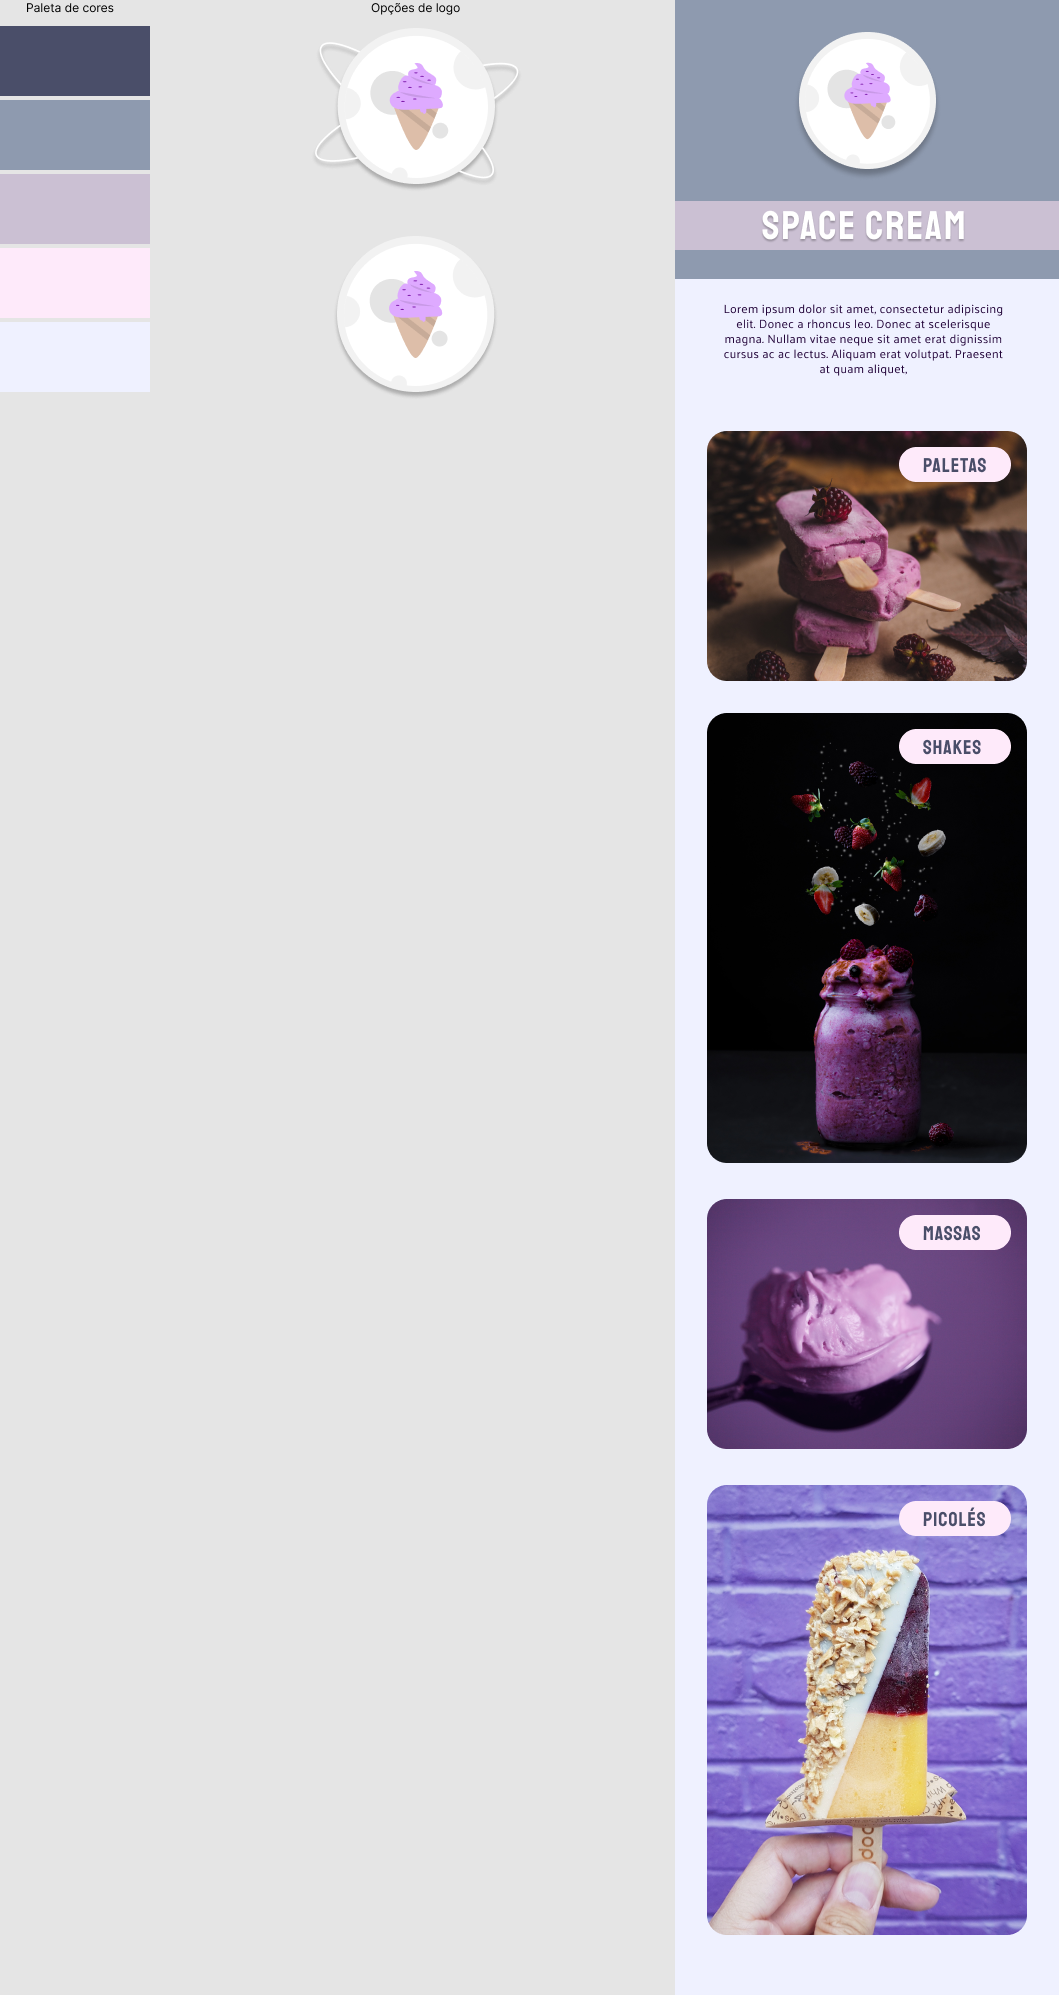 Paleta de cores
Opções de logo
SPACE CREAM
Lorem ipsum dolor sit amet, consectetur adipiscing
elit. Donec a rhoncus leo. Donec at scelerisque
magna. Nullam vitae neque sit amet erat dignissim
cursus ac ac lectus. Aliquam erat volutpat. Praesent
at quam aliquet,
PALETAS
SHAKES
MASSAS
PICOLÉS